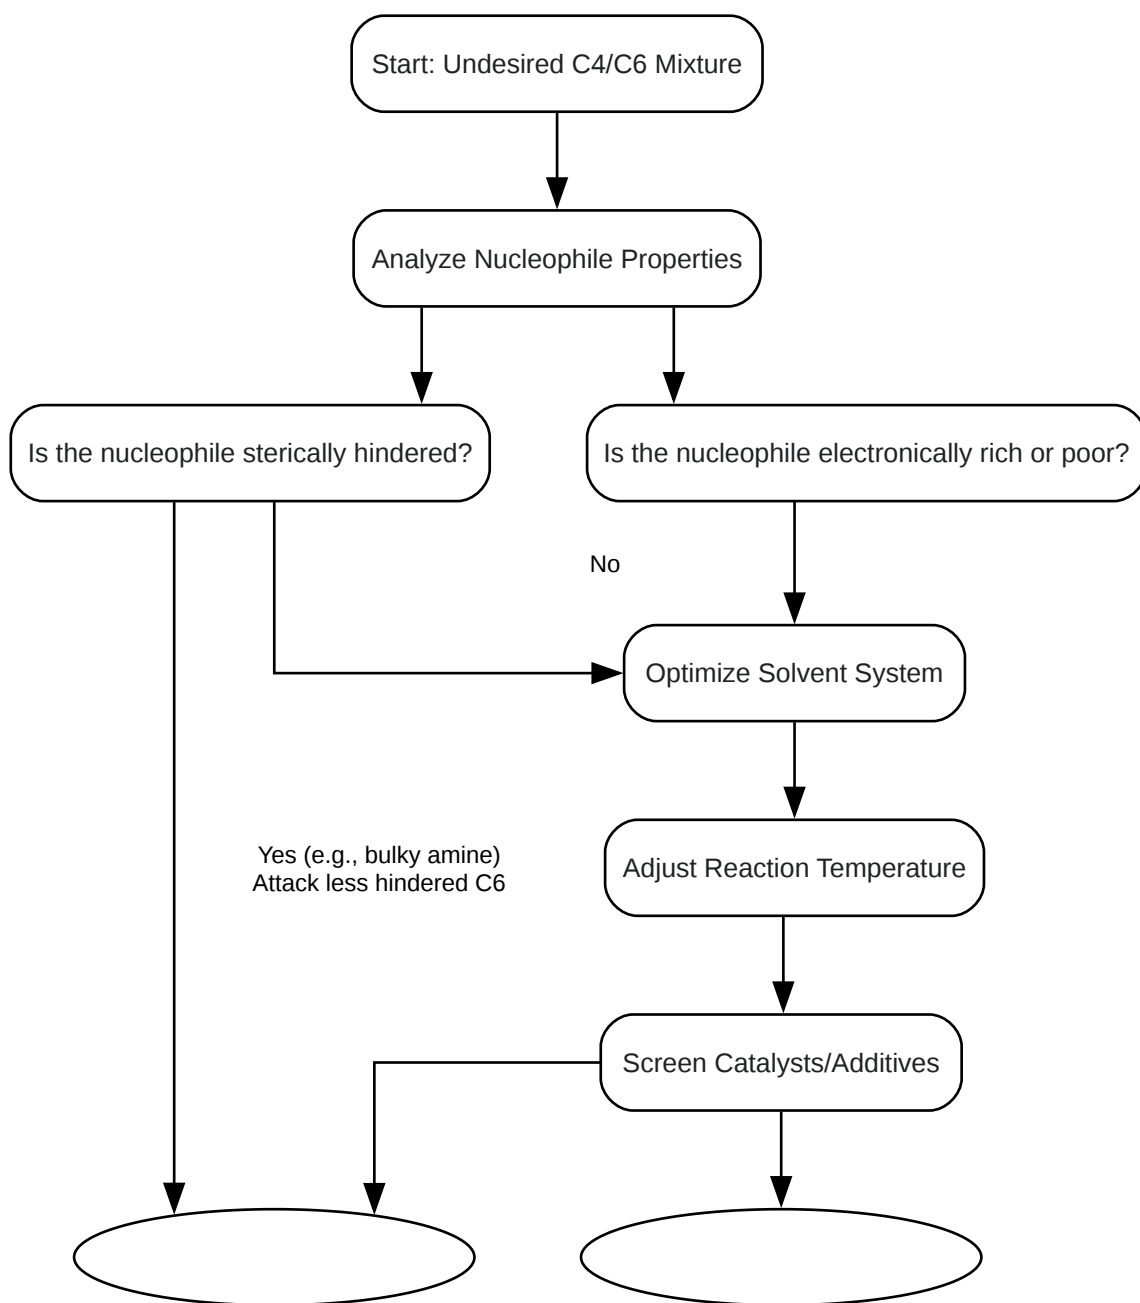 Start: Undesired C4/C6 Mixture
Analyze Nucleophile Properties
Is the nucleophile sterically hindered?
Is the nucleophile electronically rich or poor?
No
Optimize Solvent System
Yes (e.g., bulky amine)
Attack less hindered C6
Adjust Reaction Temperature
Screen Catalysts/Additives